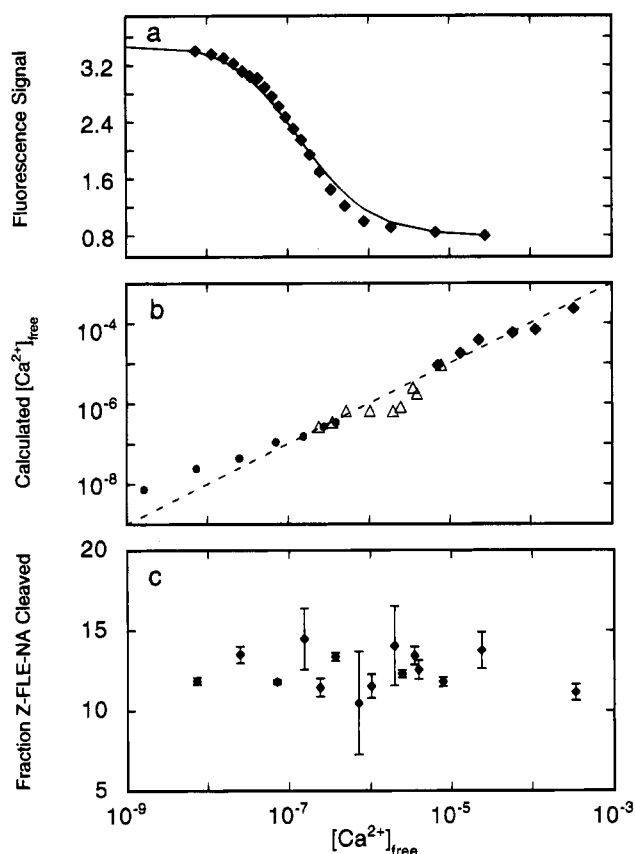 a
Fluorescence Signal
3.2
2.4
1.6
0.8
b
Calculated [Ca²⁺]free
10⁻⁴
10⁻⁶
10⁻⁸
c
Fraction Z-FLE-NA Cleaved
20
15
10
5
10⁻⁹ 10⁻⁷ 10⁻⁵ 10⁻³
[Ca²⁺]free